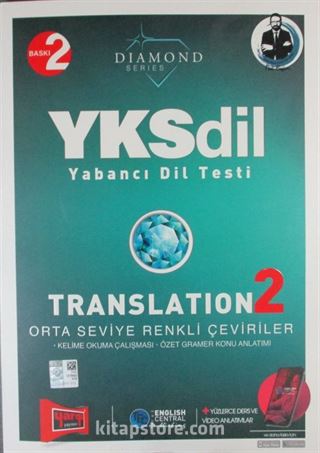 BASKI
2
DIAMOND
SERIES
YKSdil
Yabancı Dil Testi
TRANSLATION 2
ORTA SEVİYE RENKLİ ÇEVİRİLER
• KELİME OKUMA ÇALIŞMASI • ÖZET GRAMER KONU ANLATIMI
yargı
ENGLISH
CENTRAL
+ YÜZLERCE DERS VE
VİDEO ANLATIMLAR
kitapstore.com